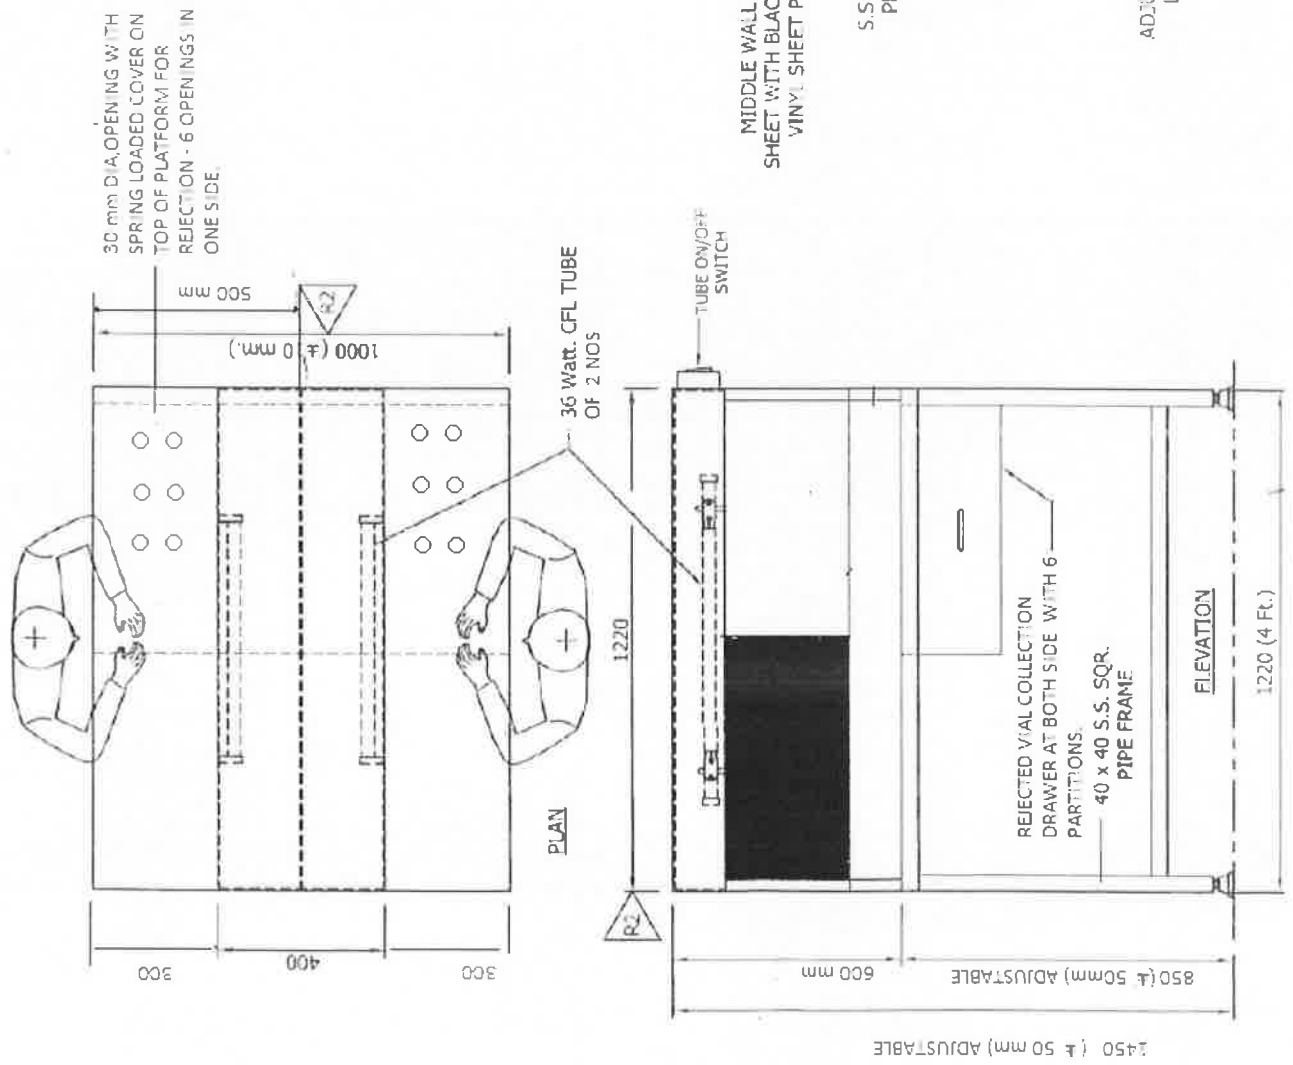 30 mm DIA,OPENING WITH
SPRING LOADED COVER ON
TOP OF PLATFORM FOR
REJECTION - 6 OPENINGS IN
ONE SIDE.
500 mm
R2
1000 (± 10 mm.)
36 Watt. CFL TUBE
OF 2 NOS
300
400
300
PLAN
MIDDLE WALL
SHEET WITH BLAC
VINYL SHEET P
S.S
ADJ
TUBE ON/OFF
SWITCH
1220
R2
600 mm
850 (± 50mm) ADJUSTABLE
1450 (± 50 mm) ADJUSTABLE
REJECTED VIAL COLLECTION
DRAWER AT BOTH SIDE WITH 6
PARTITIONS.
40 x 40 S.S. SQR.
PIPE FRAME
ELEVATION
1220 (4 Ft.)